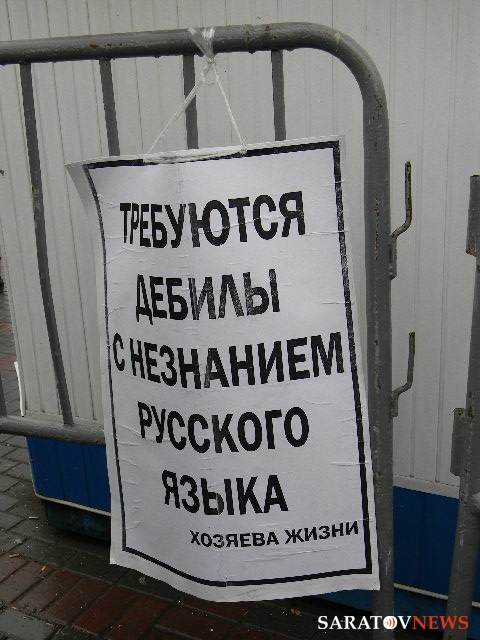 ТРЕБУЮТСЯ
ДЕБИЛЫ
С НЕЗНАНИЕМ
РУССКОГО
ЯЗЫКА
ХОЗЯЕВА ЖИЗНИ
SARATOVNEWS